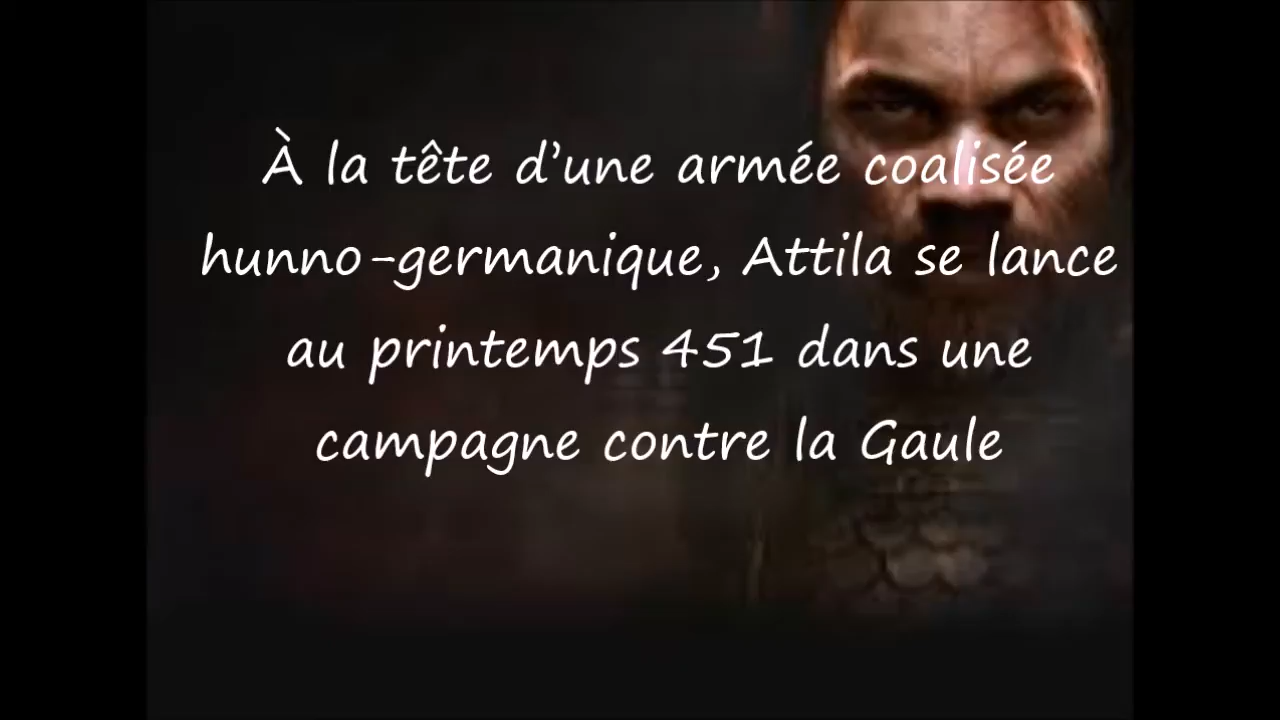 À la tête d’une armée coalisée
hunno-germanique, Attila se lance
au printemps 451 dans une
campagne contre la Gaule